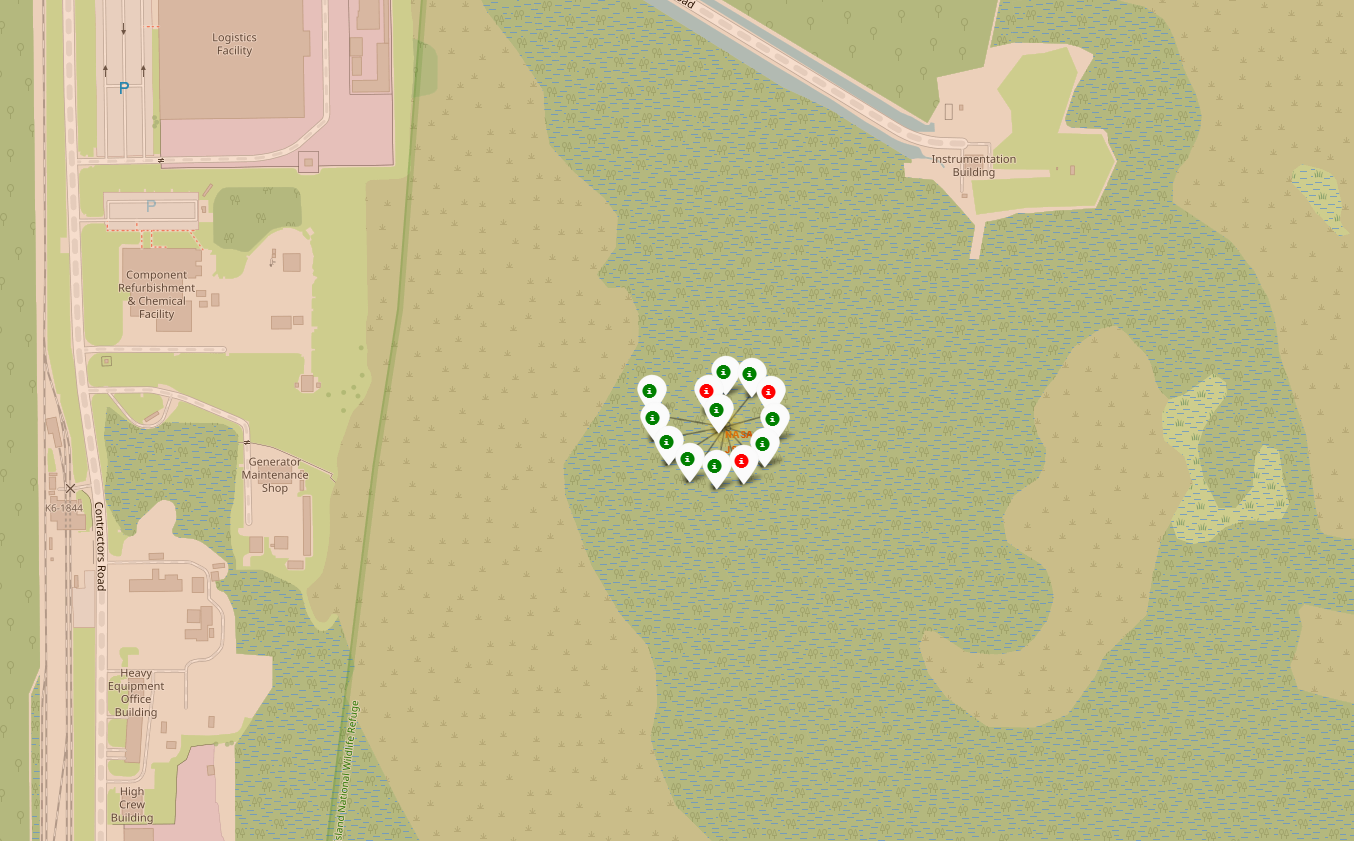 oad
Logistics
Facility
P
Instrumentation
Building
P
Component
Refurbishment
& Chemical
Facility
Generator
Maintenance
Shop
K6-1844
Contractors Road
Heavy
Equipment
Office
Building
sland National Wildlife Refuge
High
Crew
Building